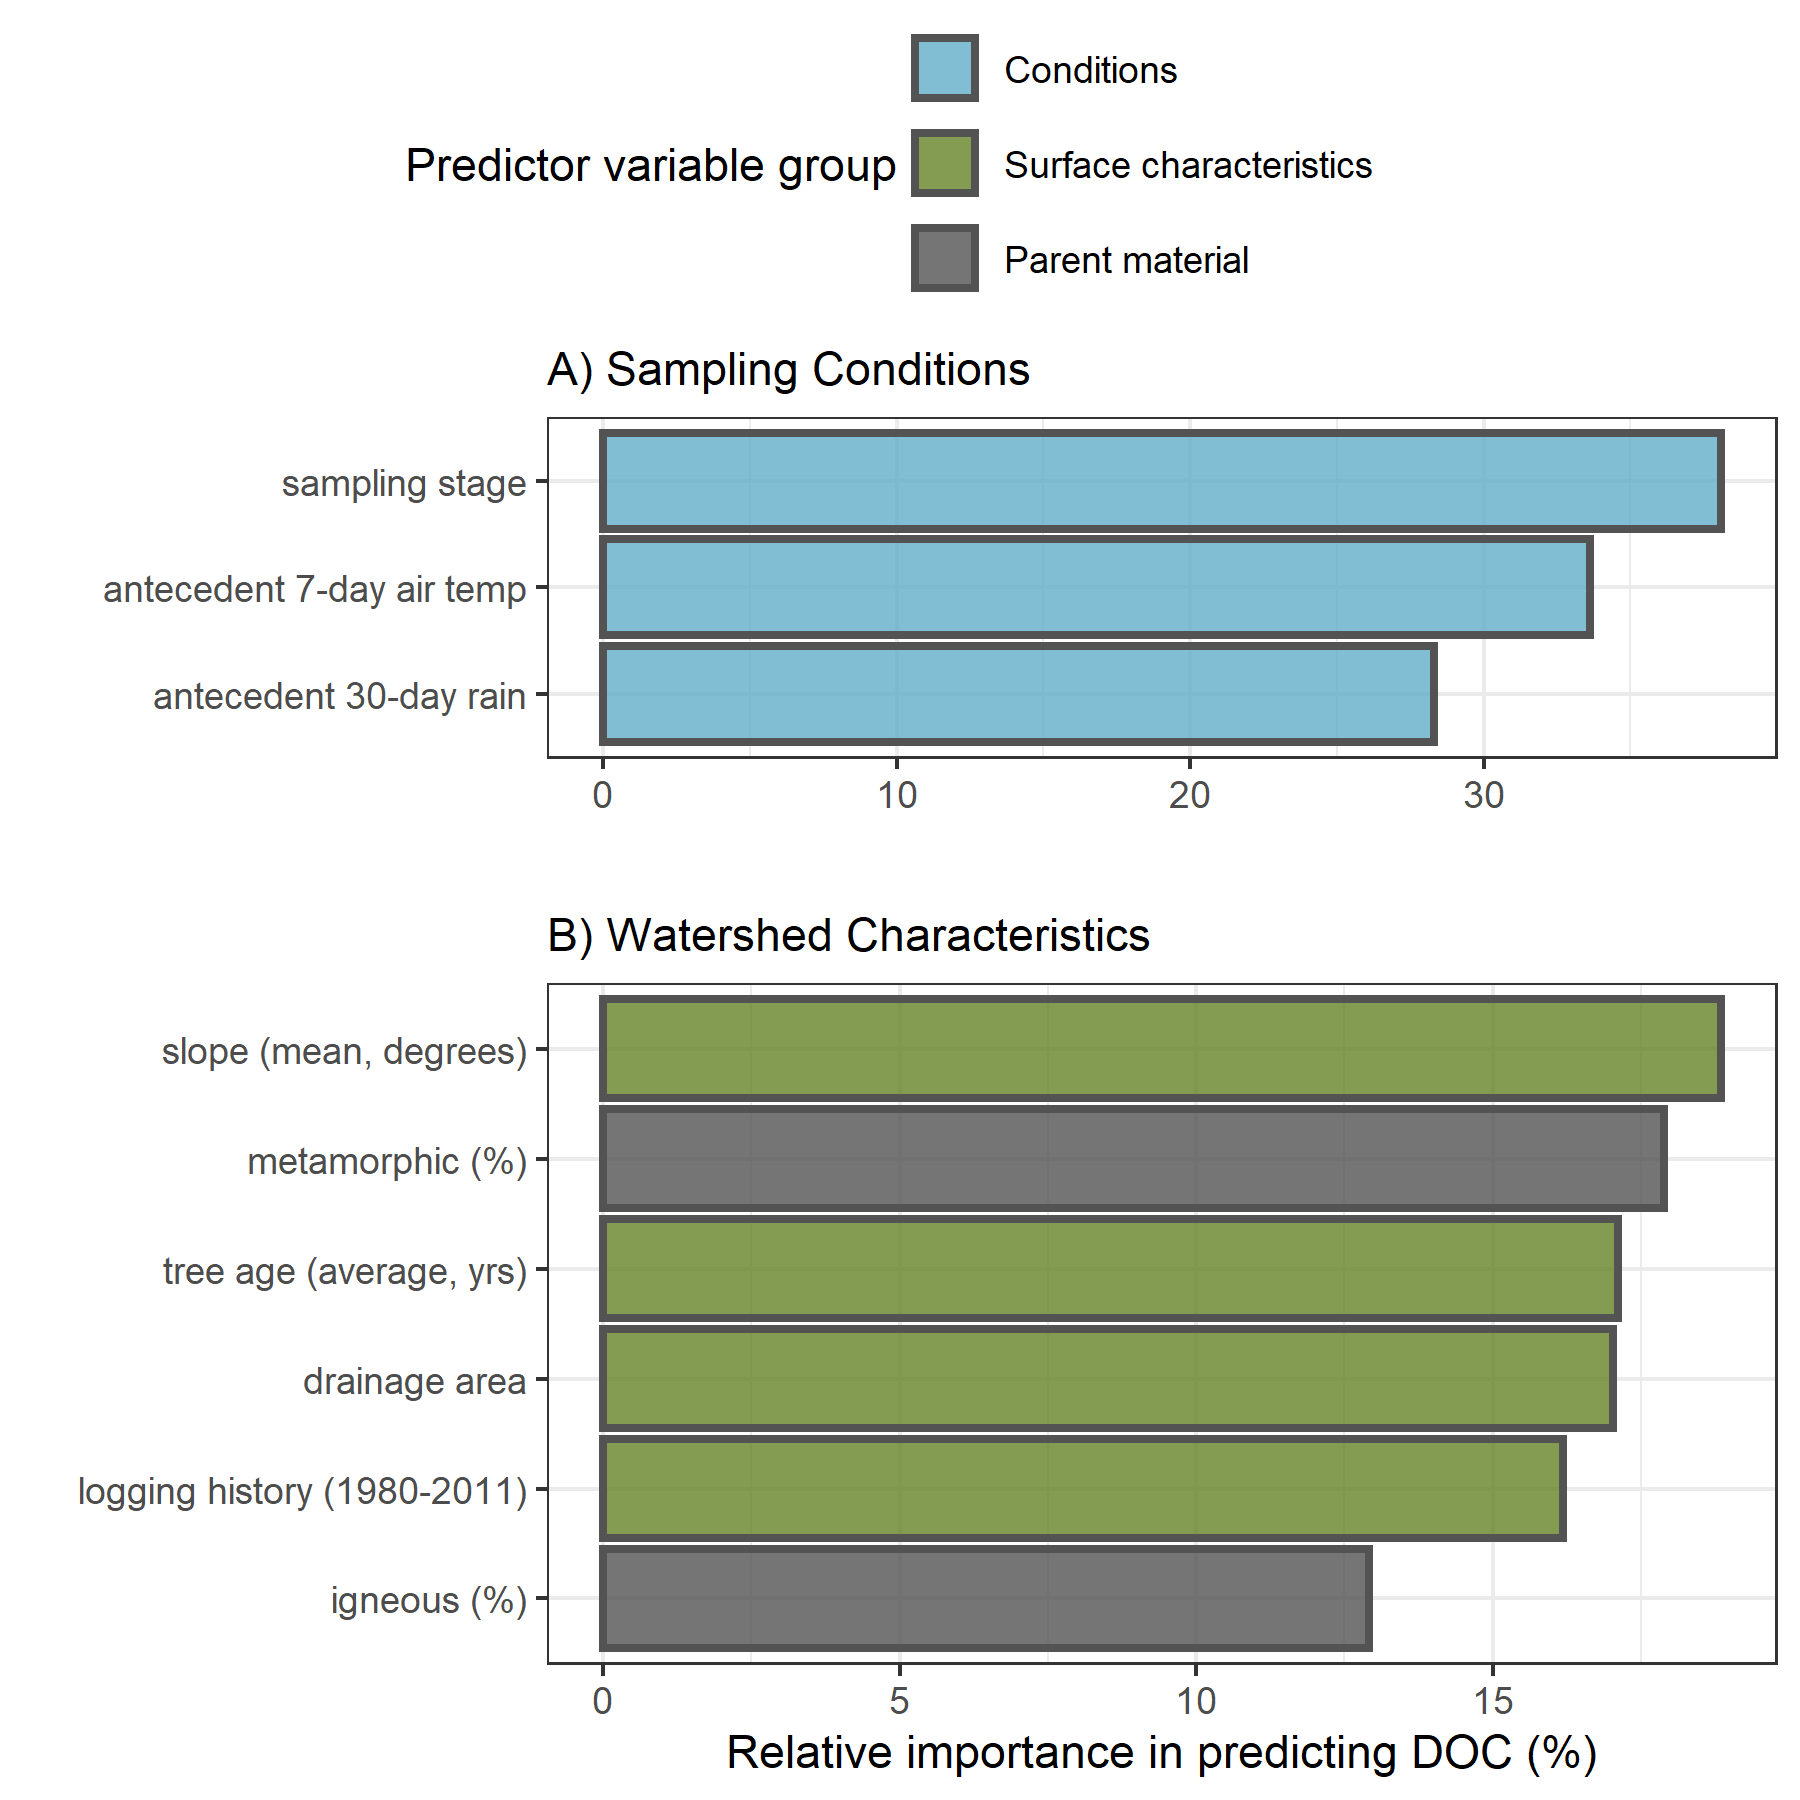 Conditions
Predictor variable group
Surface characteristics
Parent material
A) Sampling Conditions
sampling stage
antecedent 7-day air temp
antecedent 30-day rain
0 10 20 30
B) Watershed Characteristics
slope (mean, degrees)
metamorphic (%)
tree age (average, yrs)
drainage area
logging history (1980-2011)
igneous (%)
0 5 10 15
Relative importance in predicting DOC (%)